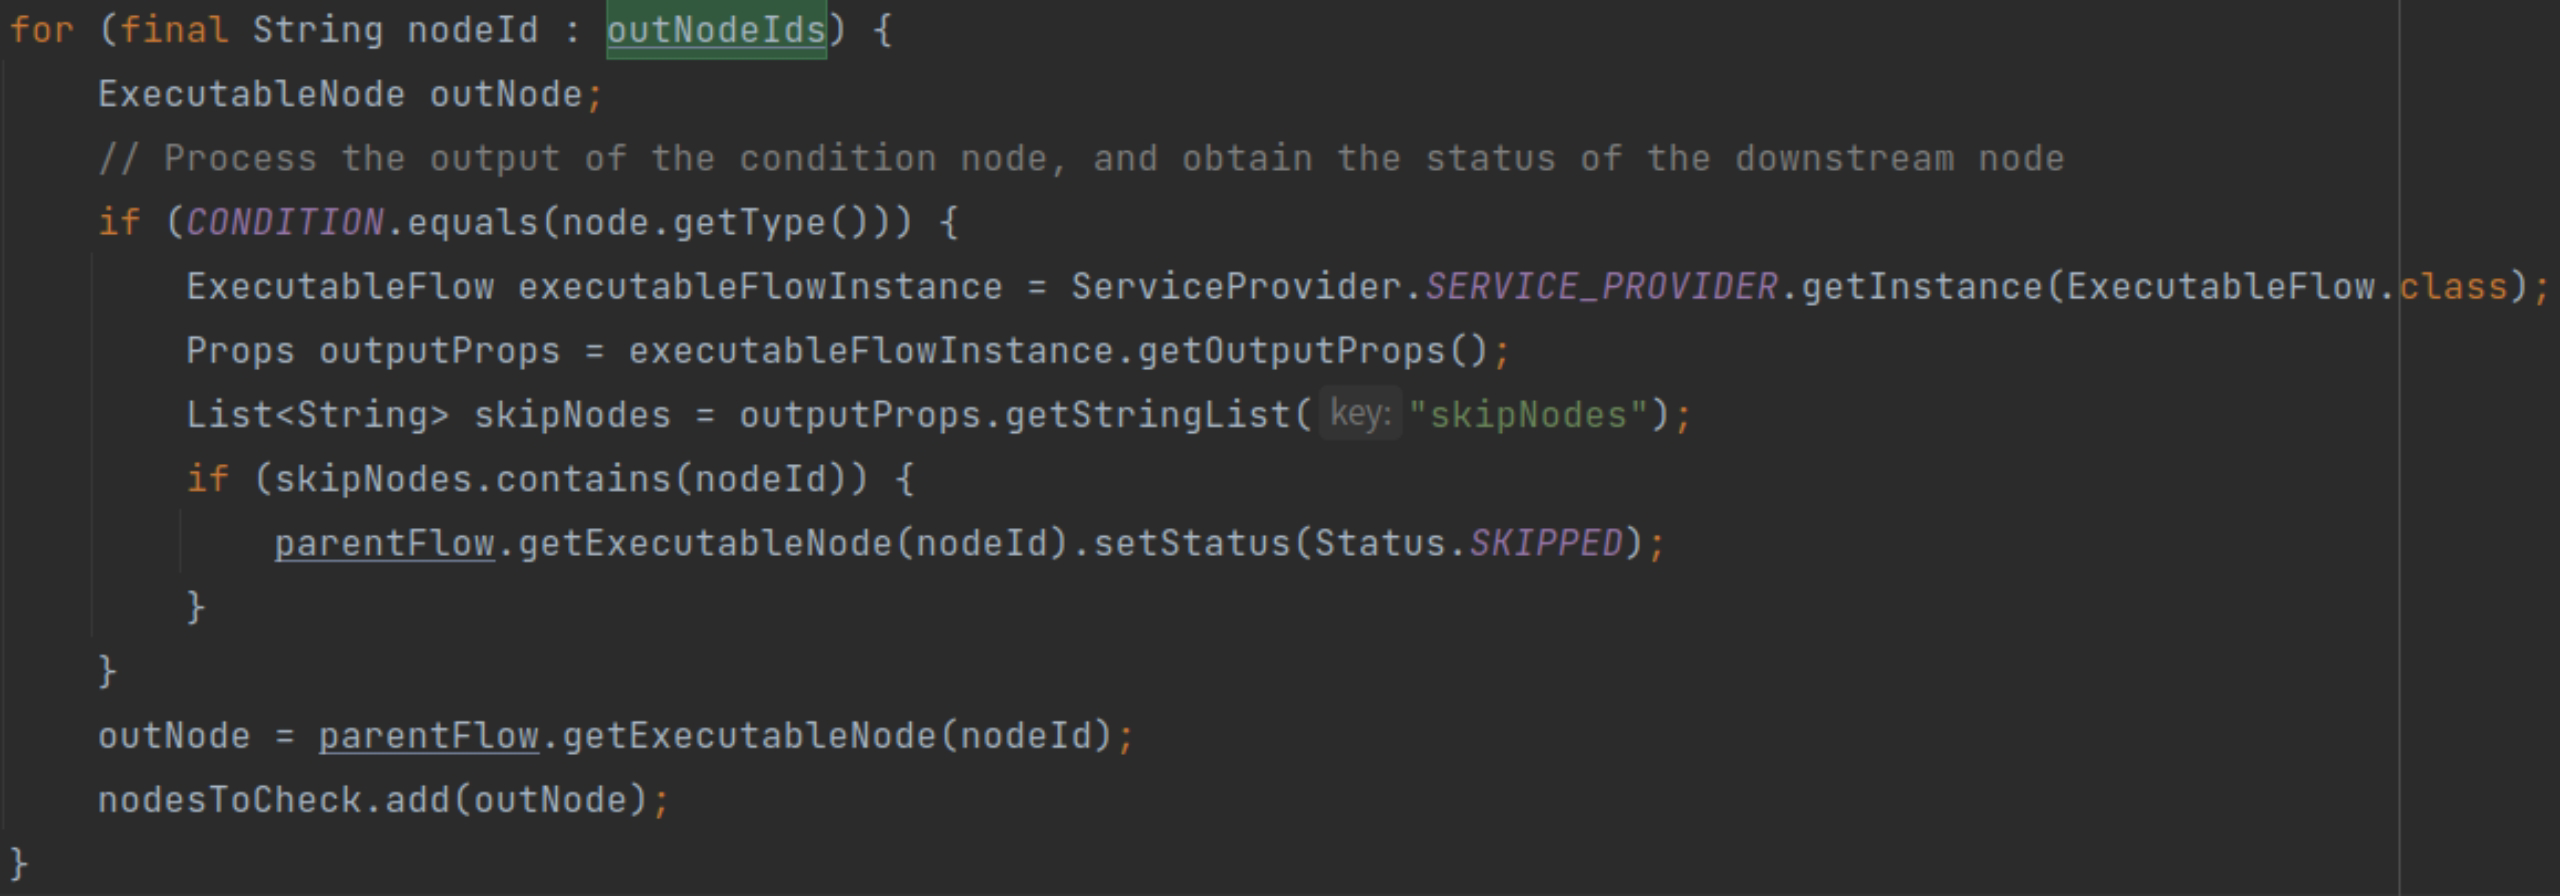 for (final String nodeId : outNodeIds) {
    ExecutableNode outNode;
    // Process the output of the condition node, and obtain the status of the downstream node
    if (CONDITION.equals(node.getType())) {
        ExecutableFlow executableFlowInstance = ServiceProvider.SERVICE_PROVIDER.getInstance(ExecutableFlow.class);
        Props outputProps = executableFlowInstance.getOutputProps();
        List<String> skipNodes = outputProps.getStringList( key: "skipNodes");
        if (skipNodes.contains(nodeId)) {
            parentFlow.getExecutableNode(nodeId).setStatus(Status.SKIPPED);
        }
    }
    outNode = parentFlow.getExecutableNode(nodeId);
    nodesToCheck.add(outNode);
}